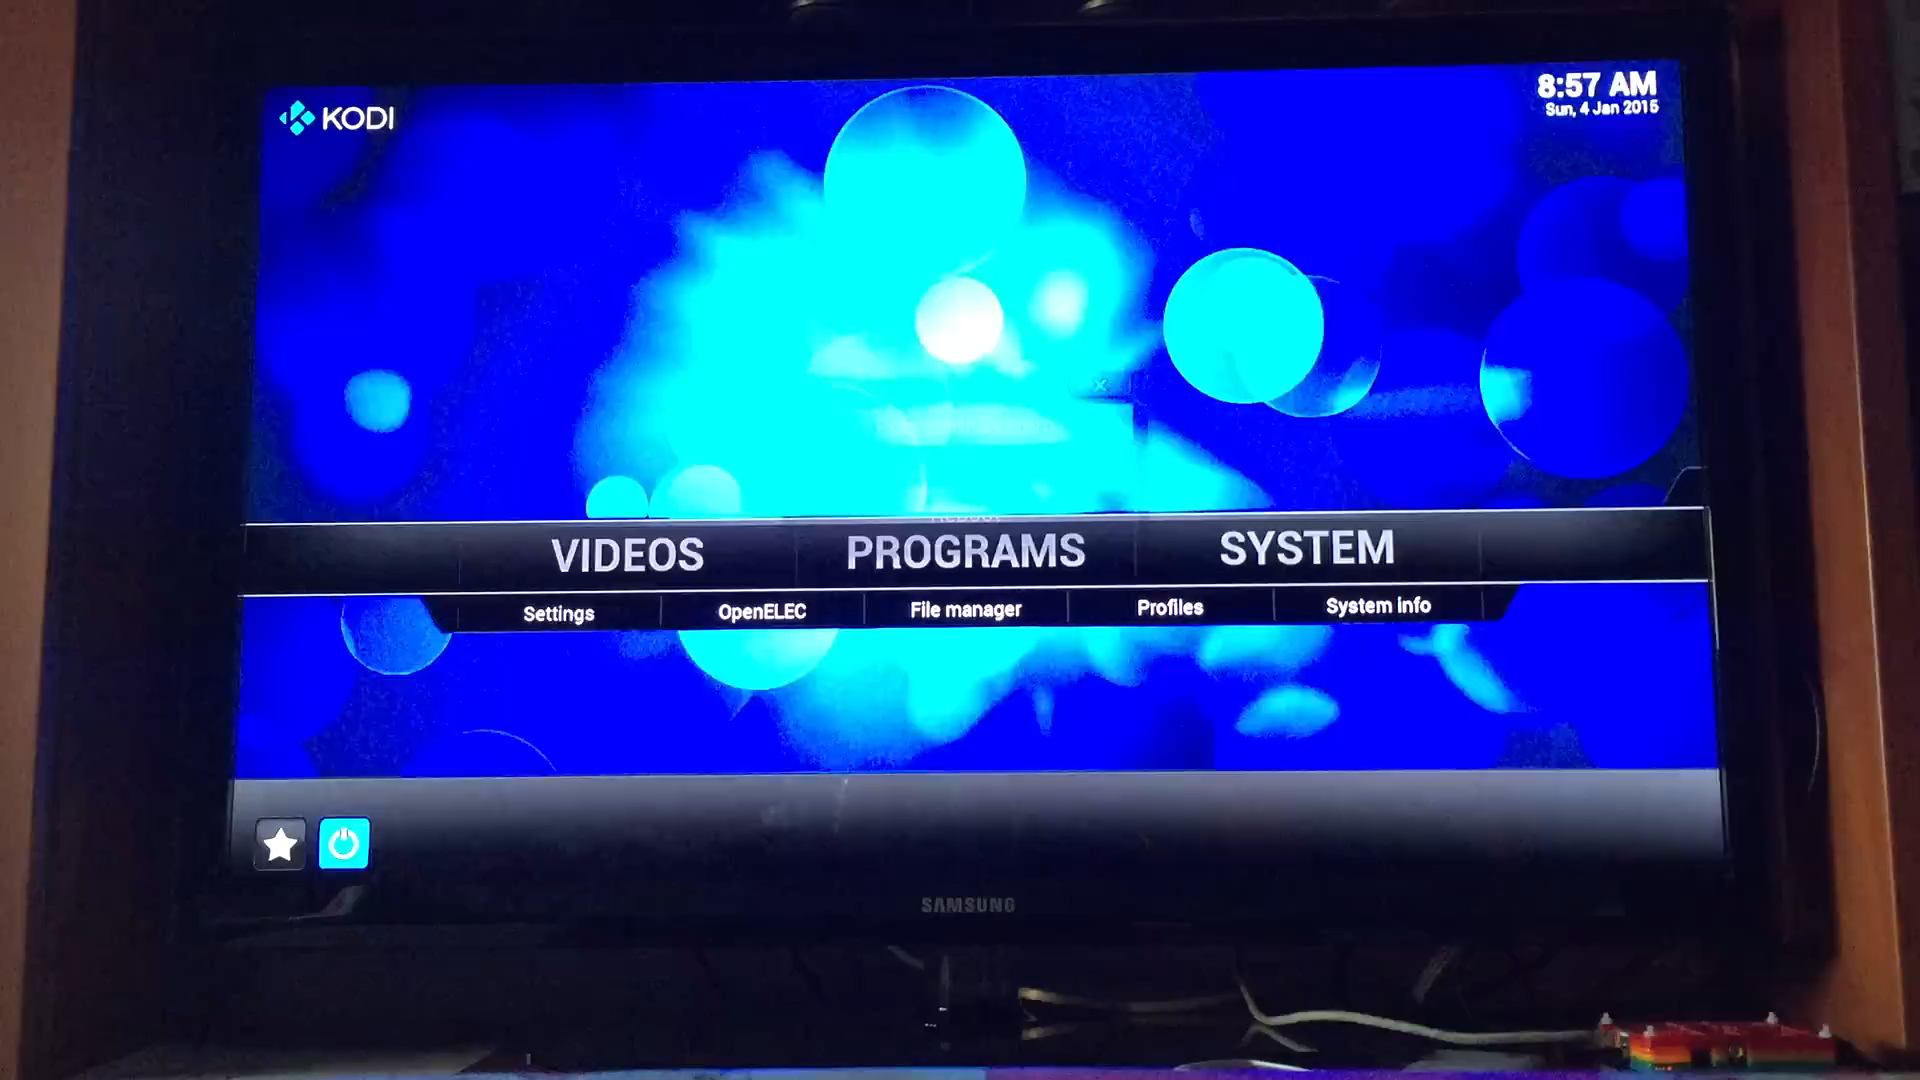 KODI
8:57 AM
Sun, 4 Jan 2015
VIDEOS PROGRAMS SYSTEM
Settings OpenELEC File manager Profiles System info
SAMSUNG